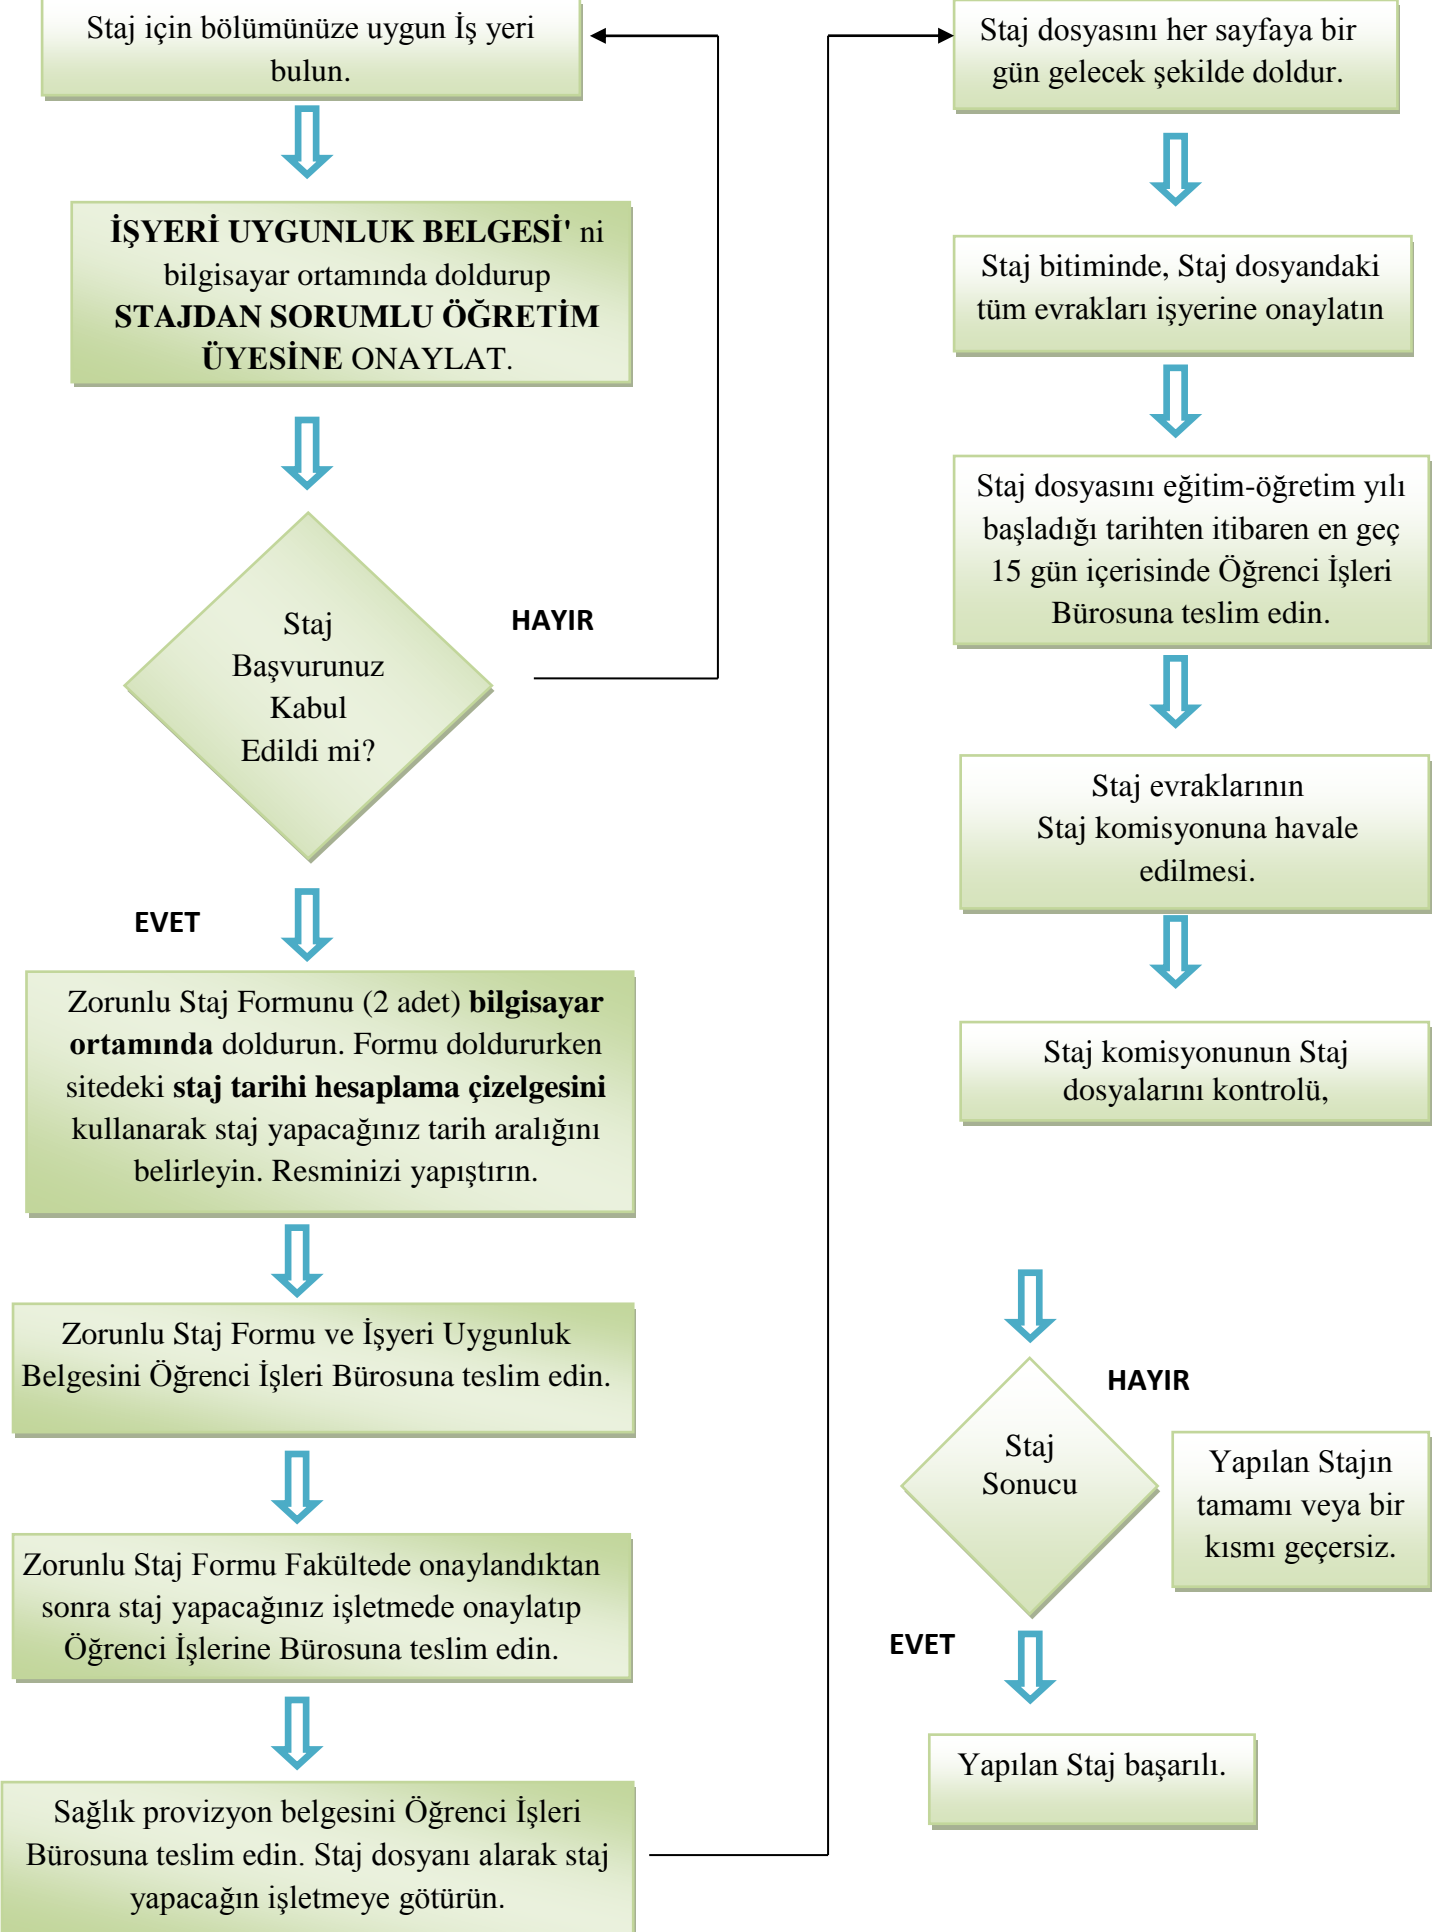 Staj için bölümünüze uygun İş yeri
bulun.
İŞYERİ UYGUNLUK BELGESİ' ni
bilgisayar ortamında doldurup
STAJDAN SORUMLU ÖĞRETİM
ÜYESİNE ONAYLAT.
Staj
Başvurunuz
Kabul
Edildi mi?
HAYIR
EVET
Zorunlu Staj Formunu (2 adet) bilgisayar
ortamında doldurun. Formu doldururken
sitedeki staj tarihi hesaplama çizelgesini
kullanarak staj yapacağınız tarih aralığını
belirleyin. Resminizi yapıştırın.
Zorunlu Staj Formu ve İşyeri Uygunluk
Belgesini Öğrenci İşleri Bürosuna teslim edin.
Zorunlu Staj Formu Fakültede onaylandıktan
sonra staj yapacağınız işletmede onaylatıp
Öğrenci İşlerine Bürosuna teslim edin.
Sağlık provizyon belgesini Öğrenci İşleri
Bürosuna teslim edin. Staj dosyanı alarak staj
yapacağın işletmeye götürün.
Staj dosyasını her sayfaya bir
gün gelecek şekilde doldur.
Staj bitiminde, Staj dosyandaki
tüm evrakları işyerine onaylatın
Staj dosyasını eğitim-öğretim yılı
başladığı tarihten itibaren en geç
15 gün içerisinde Öğrenci İşleri
Bürosuna teslim edin.
Staj evraklarının
Staj komisyonuna havale
edilmesi.
Staj komisyonunun Staj
dosyalarını kontrolü,
Staj
Sonucu
HAYIR
Yapılan Stajın
tamamı veya bir
kısmı geçersiz.
EVET
Yapılan Staj başarılı.